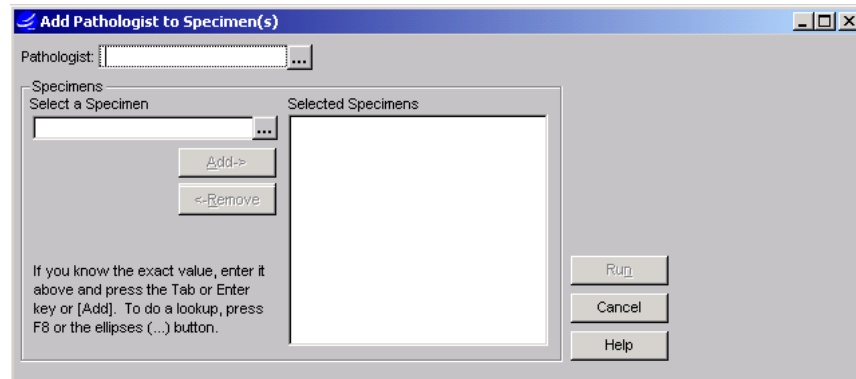 Add Pathologist to Specimen(s)
Pathologist:
...
Specimens
Select a Specimen
Selected Specimens
...
Add->
<-Remove
If you know the exact value, enter it
above and press the Tab or Enter
key or [Add]. To do a lookup, press
F8 or the ellipses (...) button.
Run
Cancel
Help